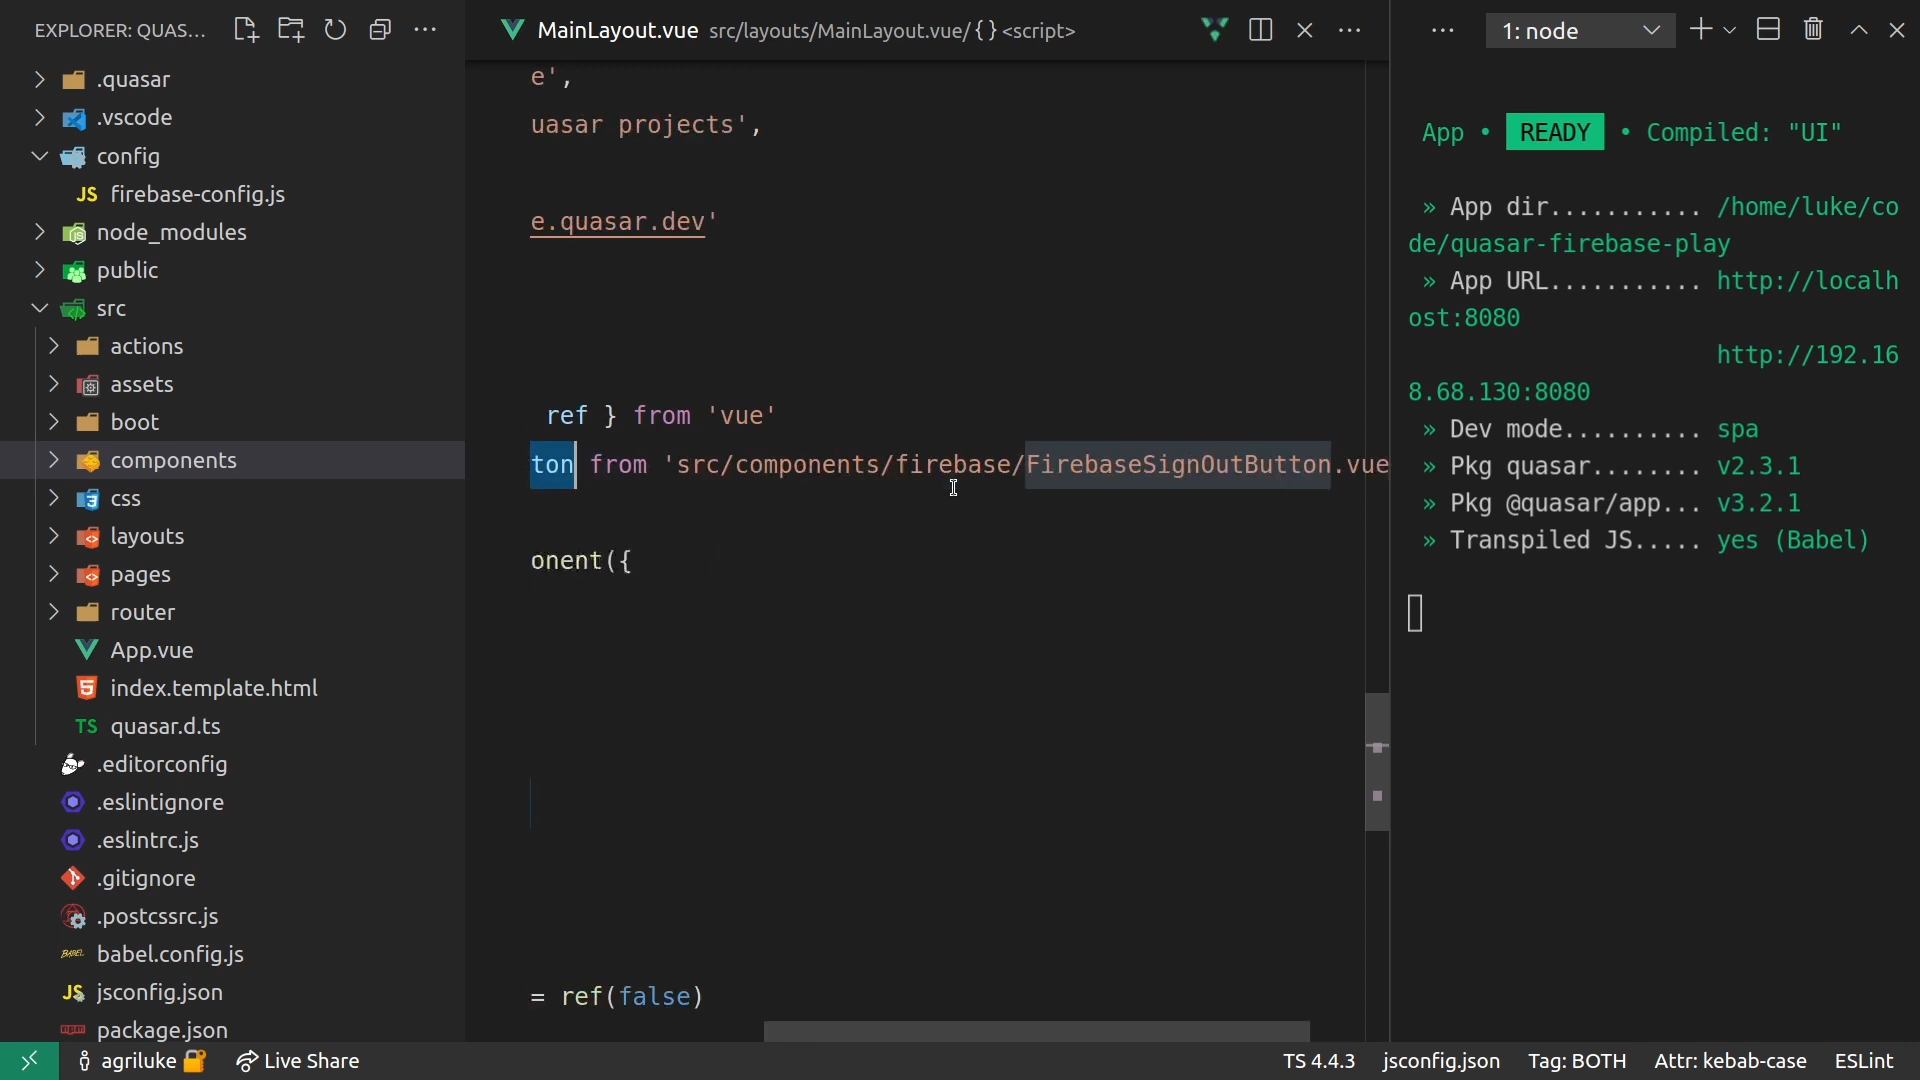 EXPLORER: QUAS...
.quasar
.vscode
config
JS firebase-config.js
node_modules
public
src
actions
assets
boot
components
css
layouts
pages
router
App.vue
index.template.html
TS quasar.d.ts
.editorconfig
.eslintignore
.eslintrc.js
.gitignore
.postcssrc.js
BABEL babel.config.js
JS jsconfig.json
package.json
MainLayout.vue src/layouts/MainLayout.vue/{}<script>
e',
uasar projects',
e.quasar.dev'
ref } from 'vue'
ton from 'src/components/firebase/FirebaseSignOutButton.vue
onent({
= ref(false)
1: node
App • READY • Compiled: "UI"
» App dir........... /home/luke/co
de/quasar-firebase-play
» App URL........... http://localh
ost:8080
http://192.16
8.68.130:8080
» Dev mode.......... spa
» Pkg quasar........ v2.3.1
» Pkg @quasar/app... v3.2.1
» Transpiled JS..... yes (Babel)
agriluke Live Share TS 4.4.3 jsconfig.json Tag: BOTH Attr: kebab-case ESLint